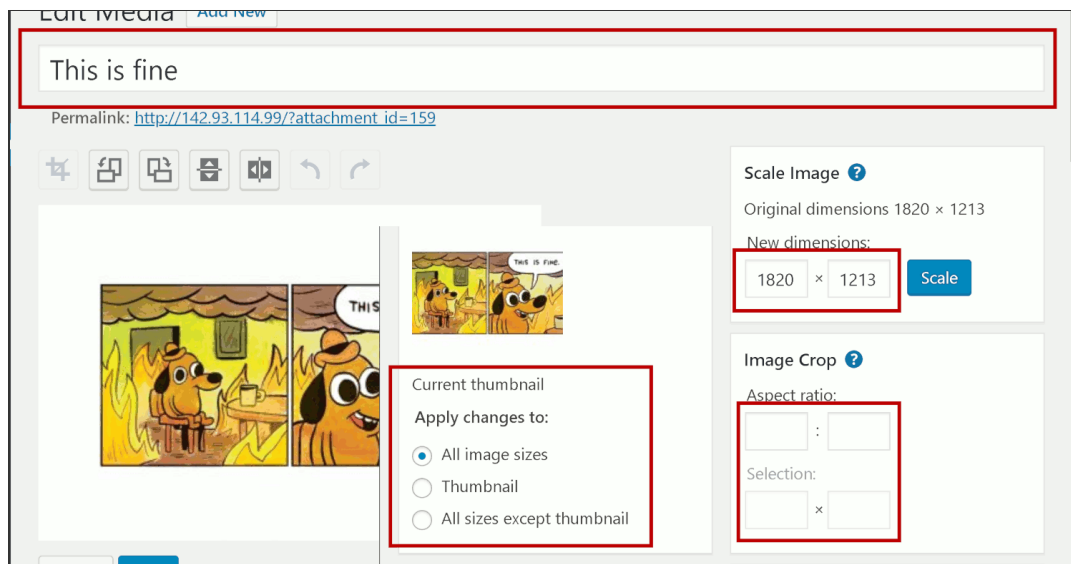 Edit Media Add New
This is fine
Permalink: http://142.93.114.99/?attachment_id=159
Scale Image ?
Original dimensions 1820 × 1213
New dimensions:
1820 × 1213 Scale
THIS
THIS IS FINE.
Current thumbnail
Apply changes to:
All image sizes
Thumbnail
All sizes except thumbnail
Image Crop ?
Aspect ratio:
:
Selection:
×